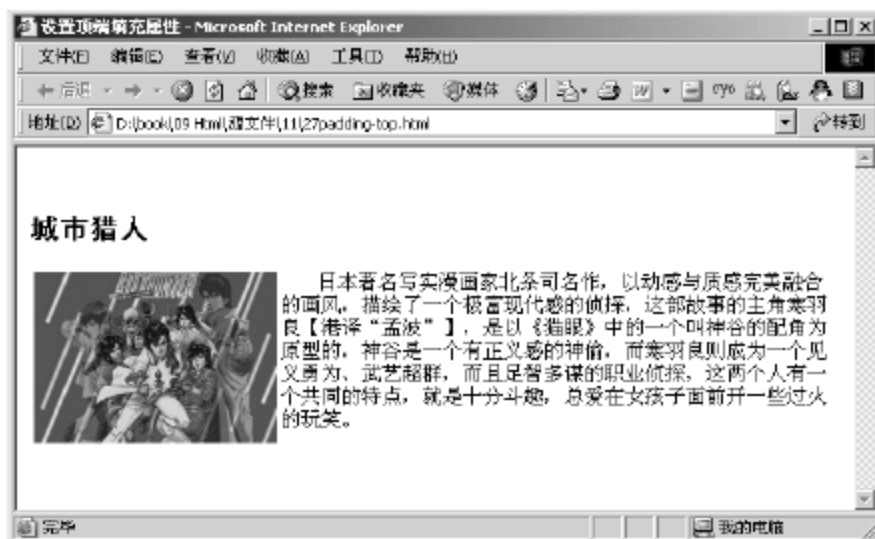 设置顶端填充属性 - Microsoft Internet Explorer
文件(F) 编辑(E) 查看(V) 收藏(A) 工具(T) 帮助(H)
后退 搜索 收藏夹 媒体
地址(D) D:\book\09 Html\源文件\11\27padding-top.html 转到
城市猎人
日本著名写实漫画家北条司名作，以动感与质感完美融合
的画风，描绘了一个极富现代感的侦探，这部故事的主角寒羽
良【港译“孟波”】，是以《猫眼》中的一个叫神谷的配角为
原型的，神谷是一个有正义感的神偷，而寒羽良则成为一个见
义勇为、武艺超群，而且足智多谋的职业侦探，这两个人有一
个共同的特点，就是十分斗趣，总爱在女孩子面前开一些过火
的玩笑。
完毕 我的电脑